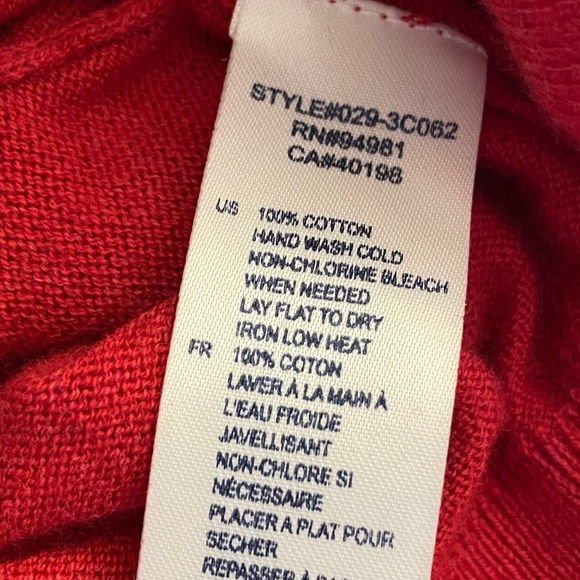 STYLE#029-3C062
RN#94981
CA#40198
US 100% COTTON
HAND WASH COLD
NON-CHLORINE BLEACH
WHEN NEEDED
LAY FLAT TO DRY
IRON LOW HEAT
FR 100% COTON
LAVER À LA MAIN À
L'EAU FROIDE
JAVELLISANT
NON-CHLORE SI
NÉCESSAIRE
PLACER A PLAT POUR
SECHER
REPASSER À